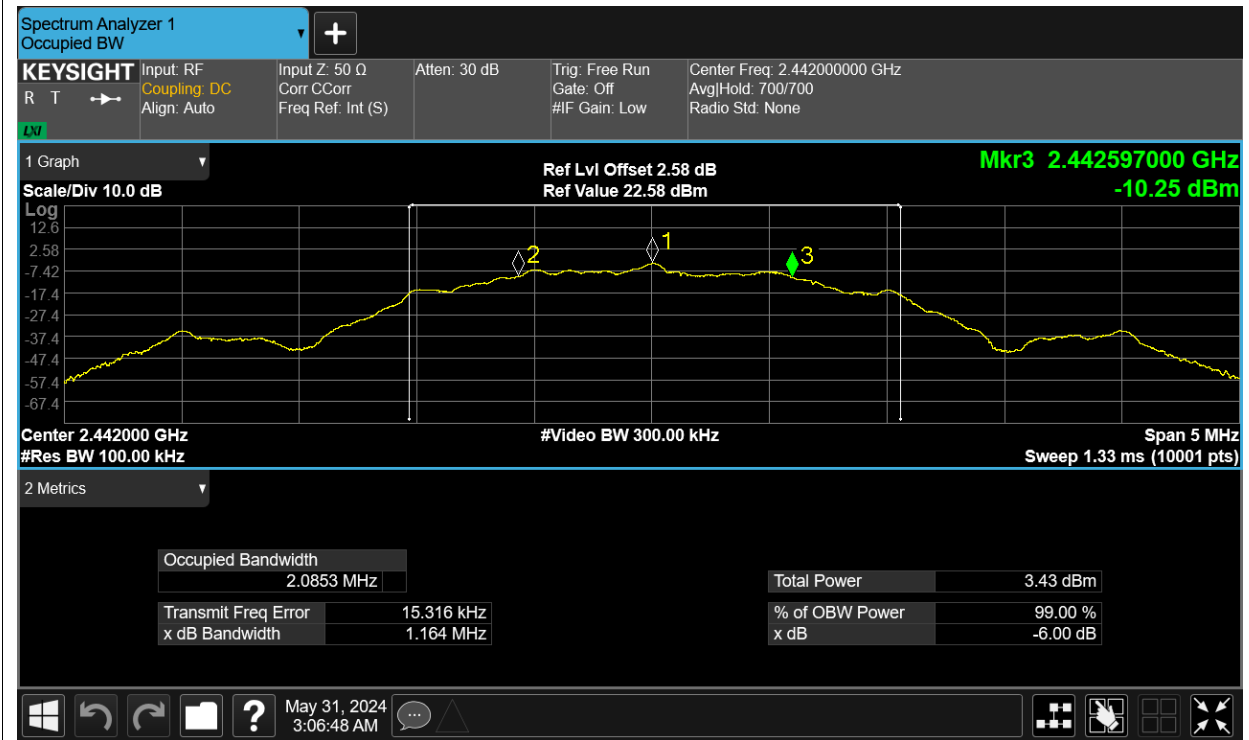 Spectrum Analyzer 1
Occupied BW
KEYSIGHT
R T
LXI
Input: RF
Coupling: DC
Align: Auto
Input Z: 50 Ω
Corr CCorr
Freq Ref: Int (S)
Atten: 30 dB
Trig: Free Run
Gate: Off
#IF Gain: Low
Center Freq: 2.442000000 GHz
Avg|Hold: 700/700
Radio Std: None
1 Graph
Scale/Div 10.0 dB
Ref Lvl Offset 2.58 dB
Ref Value 22.58 dBm
Mkr3 2.442597000 GHz
-10.25 dBm
Log
12.6
2.58
-7.42
-17.4
-27.4
-37.4
-47.4
-57.4
-67.4
2
1
3
Center 2.442000 GHz
#Res BW 100.00 kHz
#Video BW 300.00 kHz
Span 5 MHz
Sweep 1.33 ms (10001 pts)
2 Metrics
Occupied Bandwidth
2.0853 MHz
Transmit Freq Error 15.316 kHz
x dB Bandwidth 1.164 MHz
Total Power 3.43 dBm
% of OBW Power 99.00 %
x dB -6.00 dB
?
May 31, 2024
3:06:48 AM